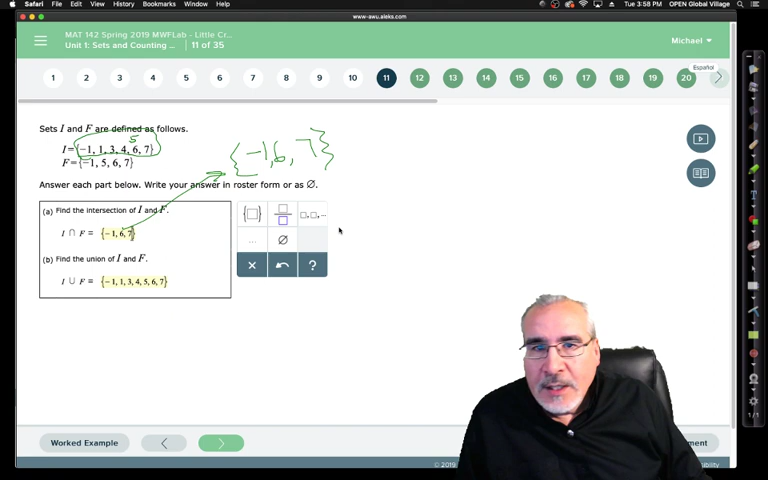 Safari File Edit View History Bookmarks Window Help
Tue 3:58 PM OPEN Global Village
www-awu.aleks.com
MAT 142 Spring 2019 MWFLab - Little Cr...
Unit 1: Sets and Counting ... 11 of 35
Michael
Español
1 2 3 4 5 6 7 8 9 10 11 12 13 14 15 16 17 18 19 20
Sets I and F are defined as follows.
5
I={−1, 1, 3, 4, 6, 7}
F={−1, 5, 6, 7}
{−1,6,7}
Answer each part below. Write your answer in roster form or as ∅.
(a) Find the intersection of I and F.
I ∩ F = {−1, 6, 7}
(b) Find the union of I and F.
I ∪ F = {−1, 1, 3, 4, 5, 6, 7}
{□} □/□ □,□,...
... ∅
× ?
Worked Example
ment
© 2019
1/1